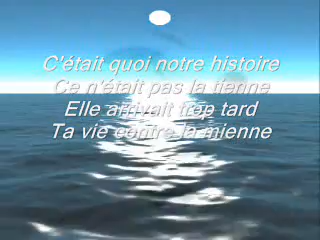 C'était quoi notre histoire
Ce n'était pas la tienne
Elle arrivait trop tard
Ta vie contre la mienne